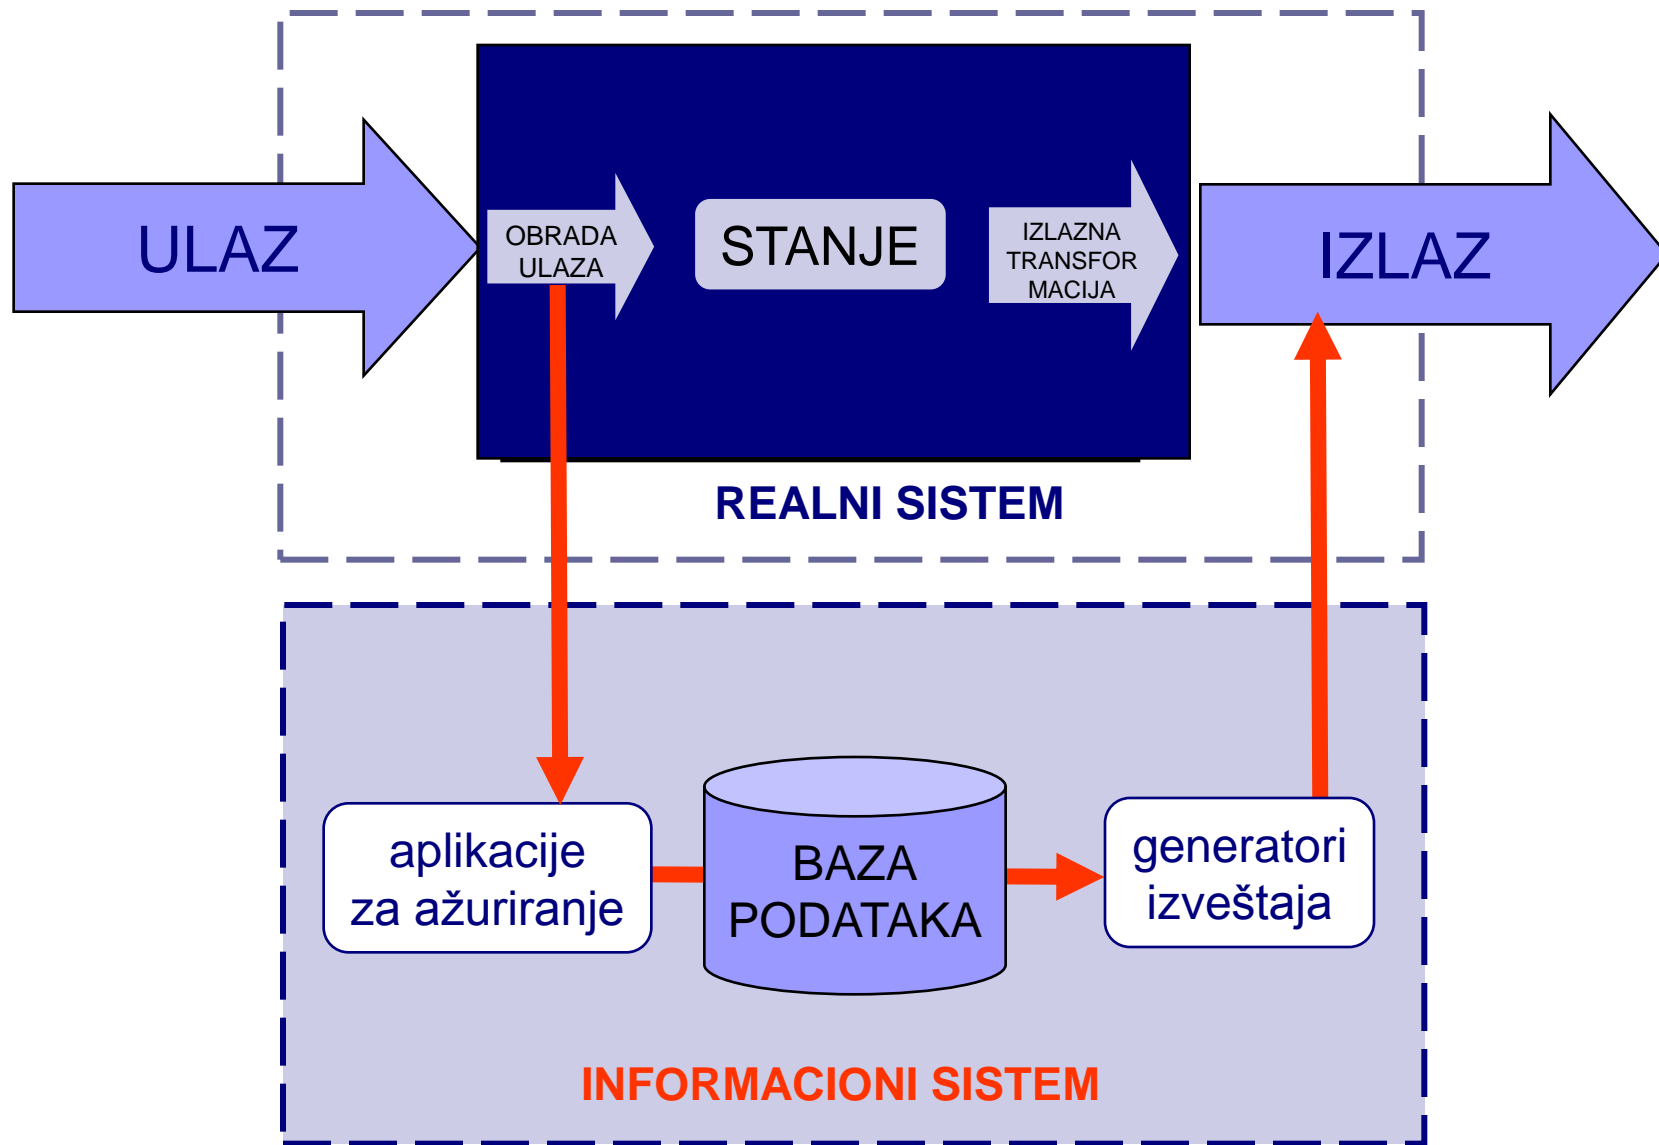 ULAZ
OBRADA
ULAZA
STANJE
IZLAZNA
TRANSFOR
MACIJA
IZLAZ
REALNI SISTEM
aplikacije
za ažuriranje
BAZA
PODATAKA
generatori
izveštaja
INFORMACIONI SISTEM